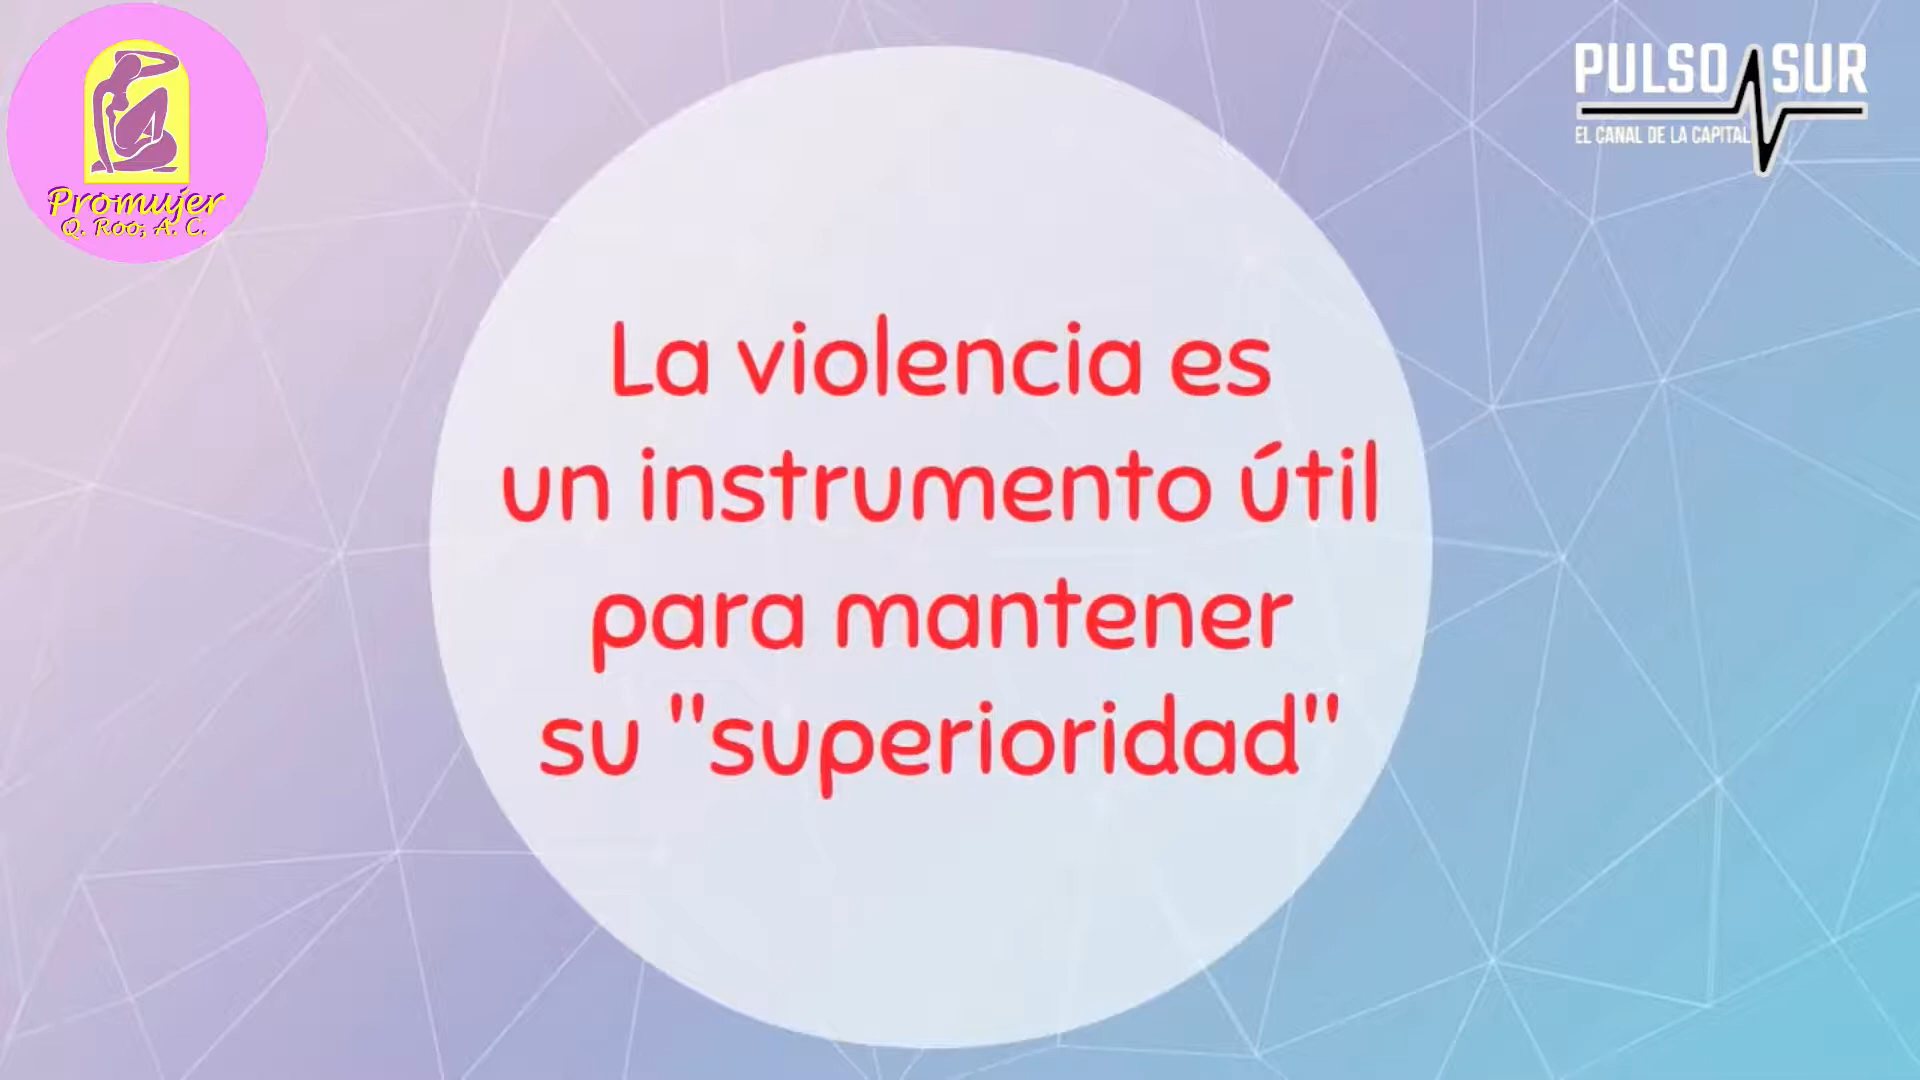 Promujer
Q. Roo; A. C.
PULSO SUR
EL CANAL DE LA CAPITAL
La violencia es
un instrumento útil
para mantener
su "superioridad"